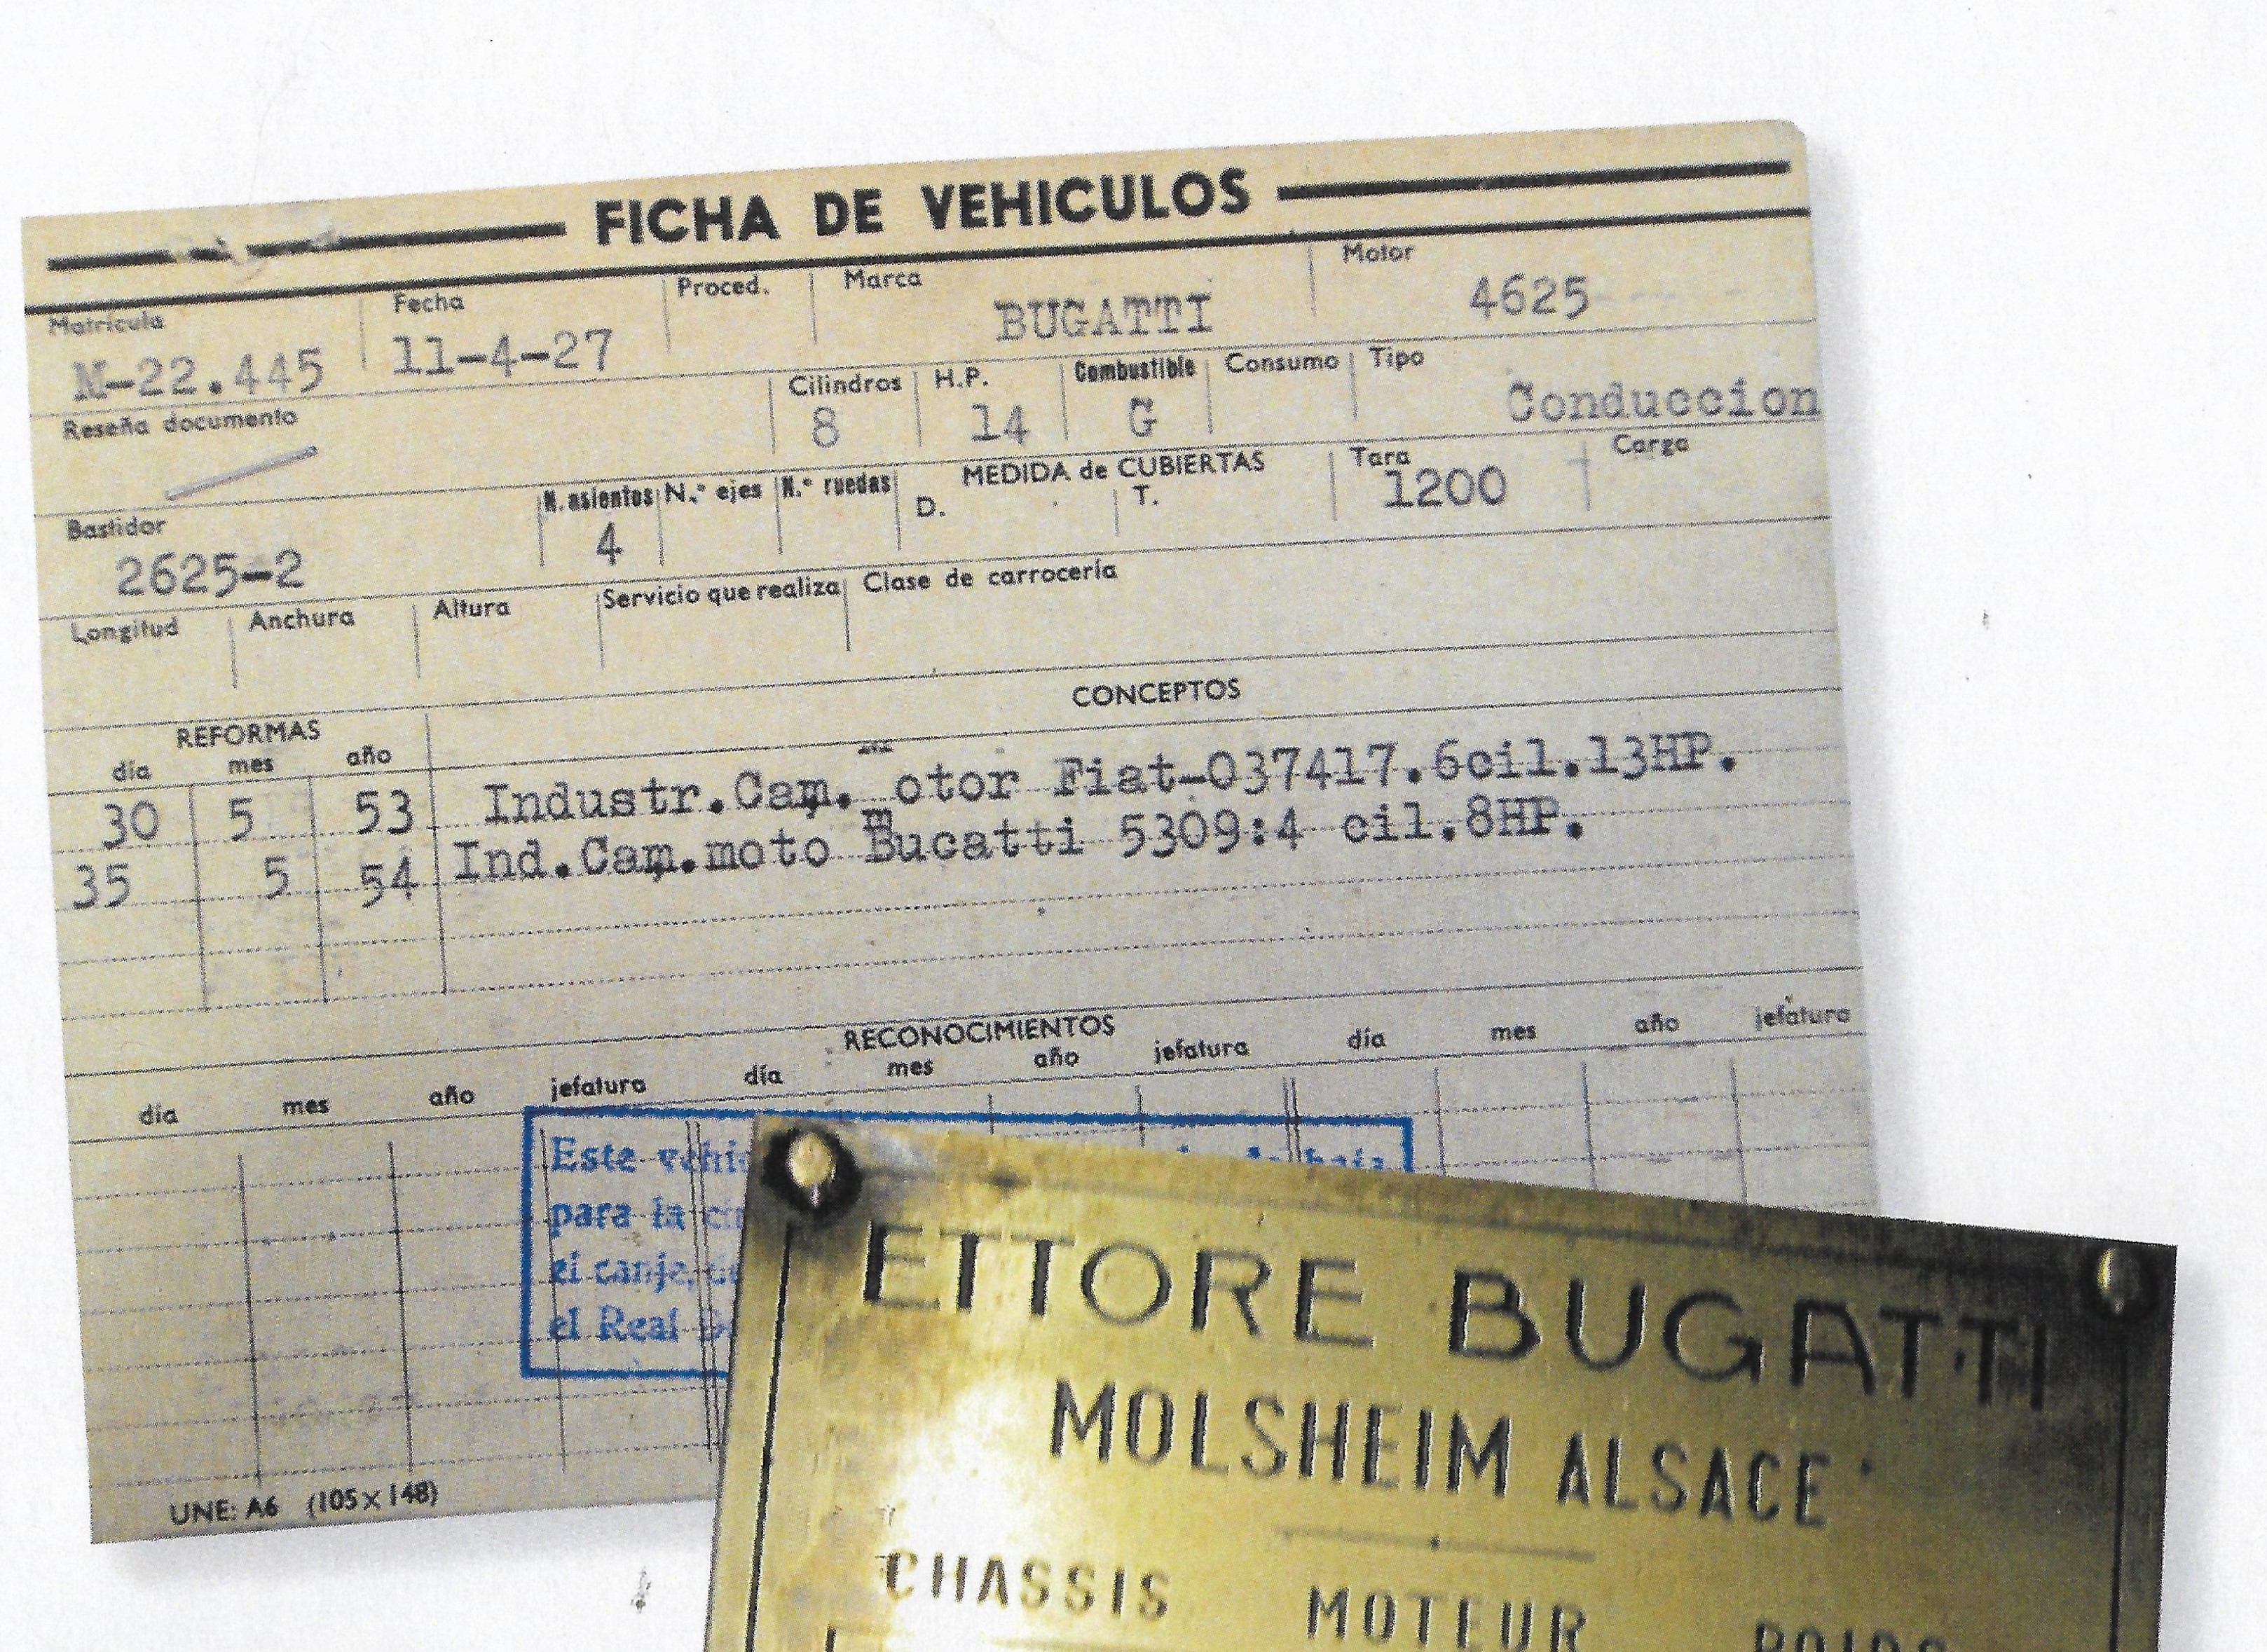 FICHA DE VEHICULOS
Matrícula Fecha Proced. Marca Motor
M-22.445 11-4-27 BUGATTI 4625
Reseña documento Cilindros H.P. Combustible Consumo Tipo
8 14 G Conduccion
Bastidor N. asientos N.º ejes N.º ruedas MEDIDA de CUBIERTAS Tara Carga
D. T.
2625-2 4 1200
Longitud Anchura Altura Servicio que realiza Clase de carrocería
REFORMAS CONCEPTOS
día mes año
30 5 53 Industr.Cam. motor Fiat-037417.6cil.13HP.
35 5 54 Ind.Cam.moto Bucatti 5309:4 cil.8HP.
RECONOCIMIENTOS
día mes año jefatura día mes año jefatura día mes año jefatura
Este baja
para la
el canje,
el Real
UNE: A6 (105 x 148)
ETTORE BUGATTI
MOLSHEIM ALSACE
CHASSIS MOTEUR POIDS